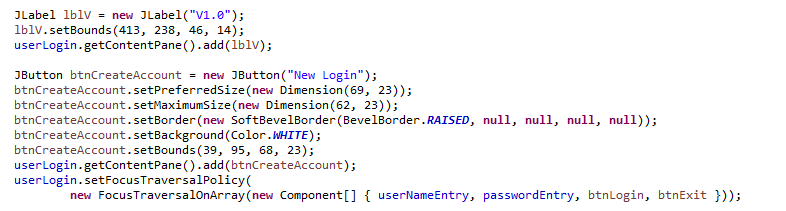 JLabel lblV = new JLabel("V1.0");
lblV.setBounds(413, 238, 46, 14);
userLogin.getContentPane().add(lblV);

JButton btnCreateAccount = new JButton("New Login");
btnCreateAccount.setPreferredSize(new Dimension(69, 23));
btnCreateAccount.setMaximumSize(new Dimension(62, 23));
btnCreateAccount.setBorder(new SoftBevelBorder(BevelBorder.RAISED, null, null, null, null));
btnCreateAccount.setBackground(Color.WHITE);
btnCreateAccount.setBounds(39, 95, 68, 23);
userLogin.getContentPane().add(btnCreateAccount);
userLogin.setFocusTraversalPolicy(
        new FocusTraversalOnArray(new Component[] { userNameEntry, passwordEntry, btnLogin, btnExit }));